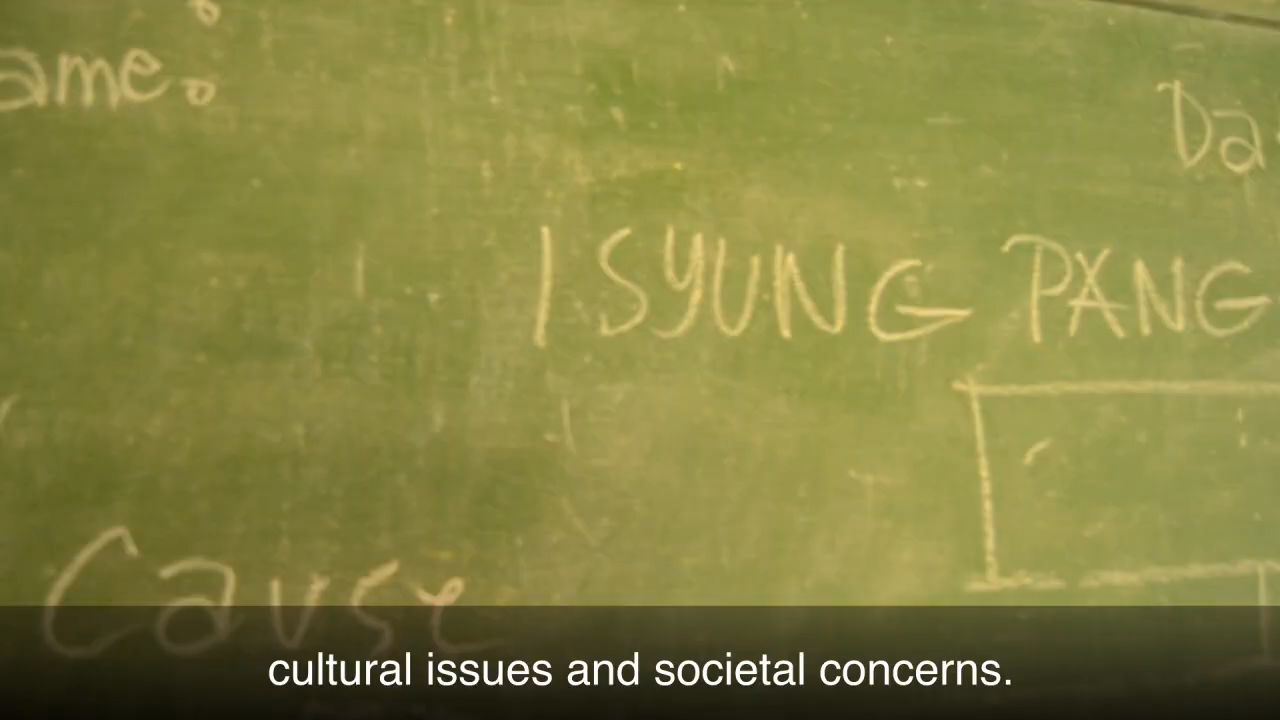 ame:
Da
ISYUNG PANG
Cause
cultural issues and societal concerns.